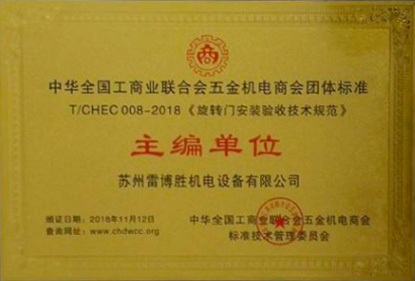 中华全国工商业联合会五金机电商会团体标准
T/CHEC 008-2018《旋转门安装验收技术规范》
主编单位
苏州雷博胜机电设备有限公司
颁证日期：2018年11月12日
查询网址：www.chdwcc.org
中华全国工商业联合会五金机电商会
标准技术管理委员会